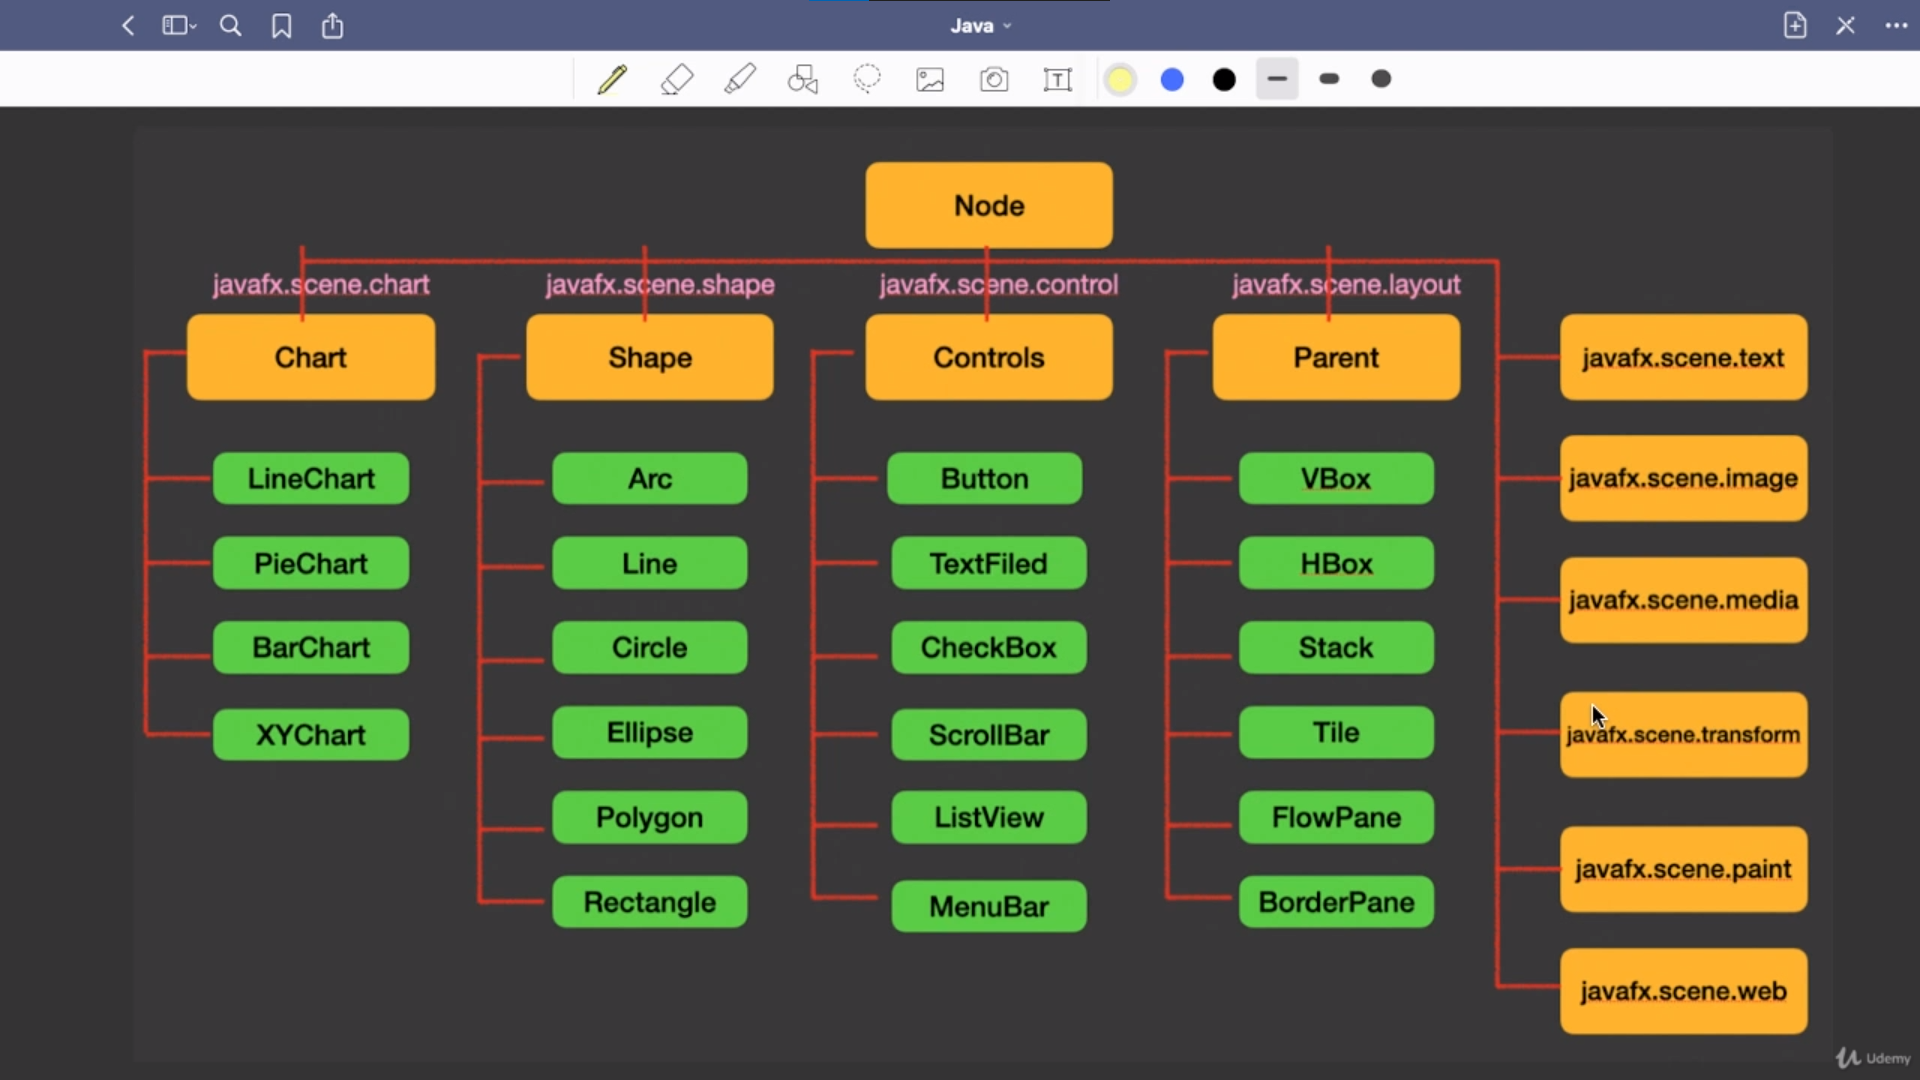 Java
Node
javafx.scene.chart
javafx.scene.shape
javafx.scene.control
javafx.scene.layout
Chart
Shape
Controls
Parent
javafx.scene.text
LineChart
Arc
Button
VBox
javafx.scene.image
PieChart
Line
TextFiled
HBox
javafx.scene.media
BarChart
Circle
CheckBox
Stack
XYChart
Ellipse
ScrollBar
Tile
javafx.scene.transform
Polygon
ListView
FlowPane
javafx.scene.paint
Rectangle
MenuBar
BorderPane
javafx.scene.web
Udemy